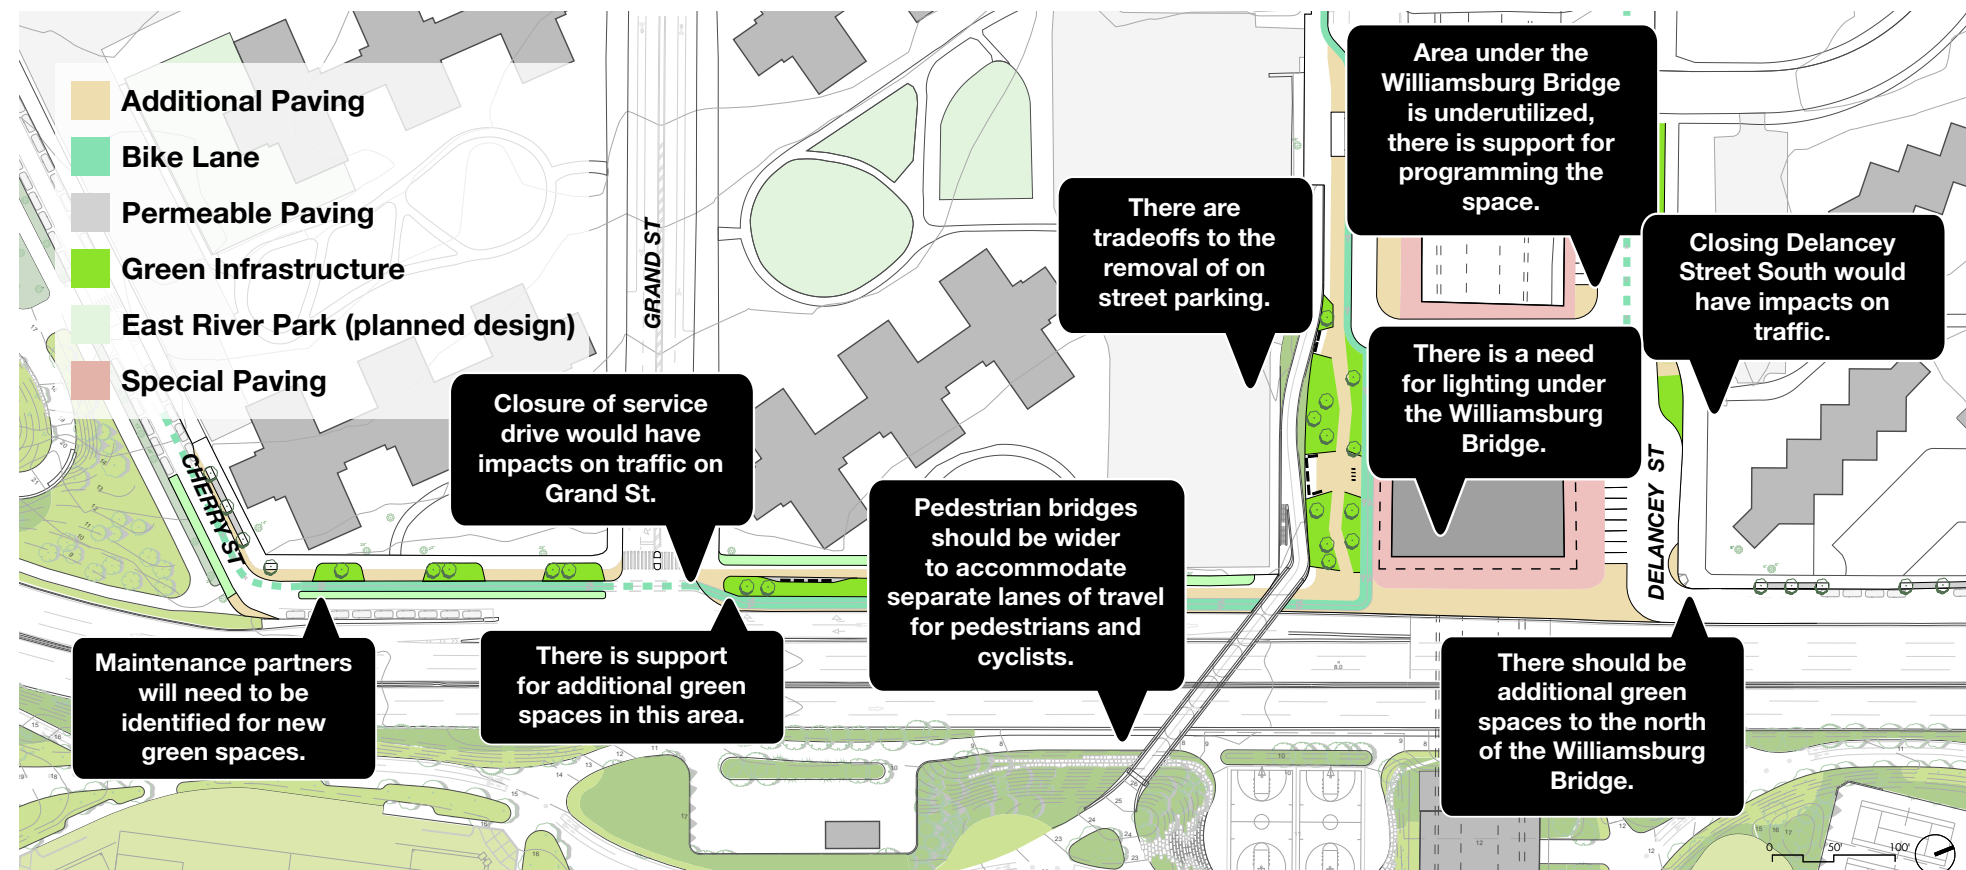 Additional Paving
Bike Lane
Permeable Paving
Green Infrastructure
East River Park (planned design)
Special Paving
GRAND ST
CHERRY ST
DELANCEY ST
Area under the
Williamsburg Bridge
is underutilized,
there is support for
programming the
space.
There are
tradeoffs to the
removal of on
street parking.
Closing Delancey
Street South would
have impacts on
traffic.
There is a need
for lighting under
the Williamsburg
Bridge.
Closure of service
drive would have
impacts on traffic on
Grand St.
Pedestrian bridges
should be wider
to accommodate
separate lanes of travel
for pedestrians and
cyclists.
Maintenance partners
will need to be
identified for new
green spaces.
There is support
for additional green
spaces in this area.
There should be
additional green
spaces to the north
of the Williamsburg
Bridge.
0 50' 100'